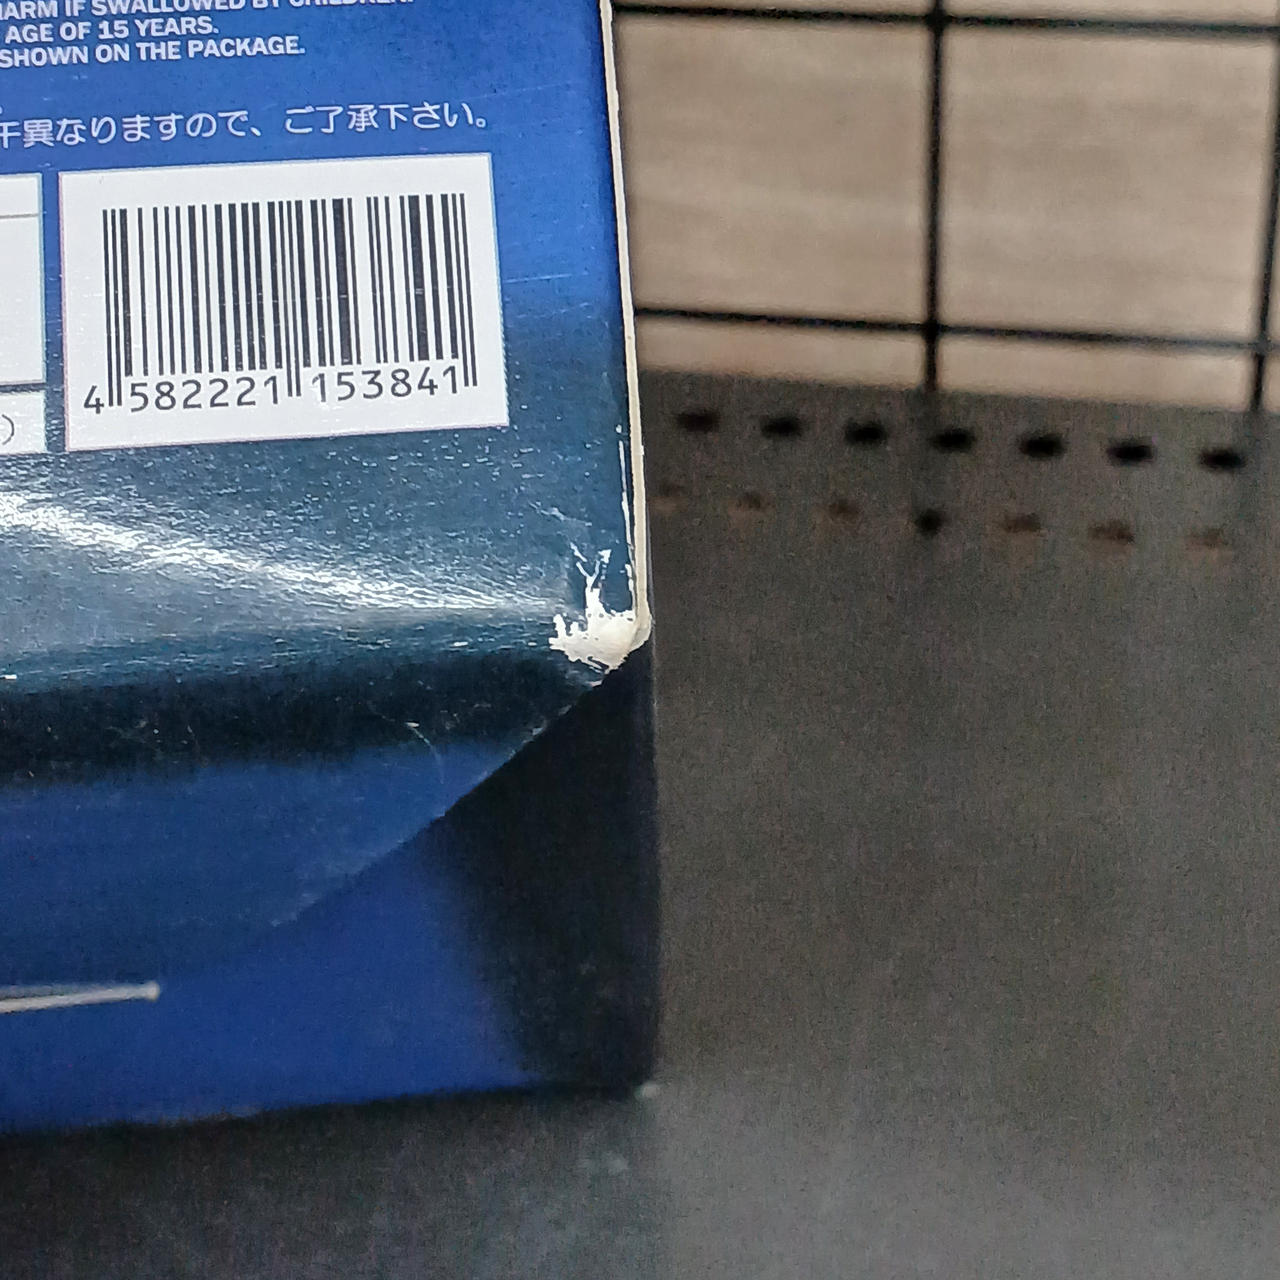 HARM IF SWALLOWED BY CHILDREN.
AGE OF 15 YEARS.
SHOWN ON THE PACKAGE.
干異なりますので、ご了承下さい。
4 582221 153841
)